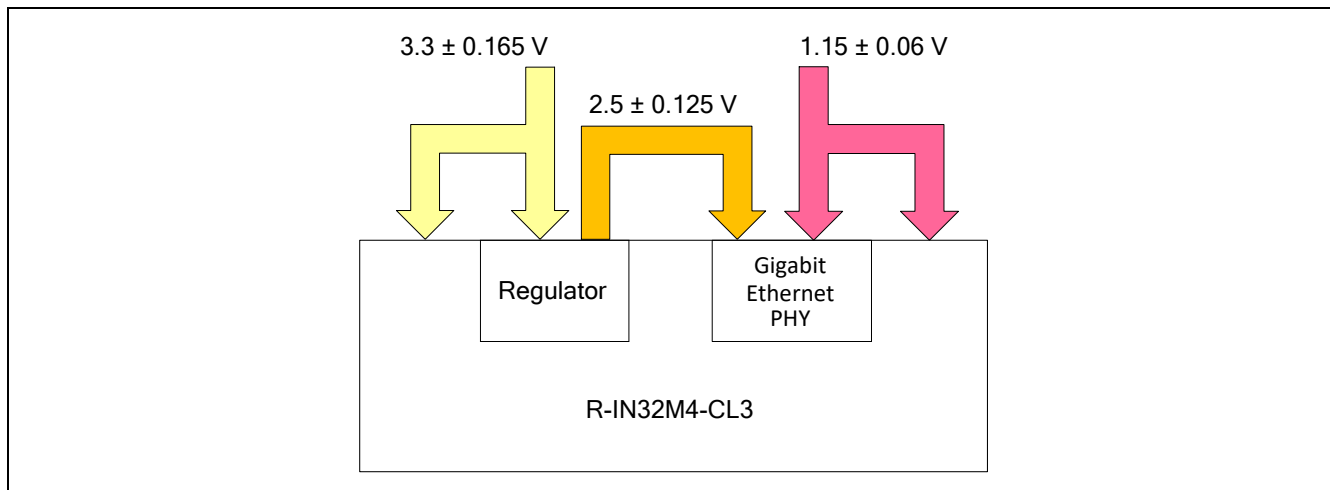 3.3 ± 0.165 V
1.15 ± 0.06 V
2.5 ± 0.125 V
Regulator
Gigabit
Ethernet
PHY
R-IN32M4-CL3